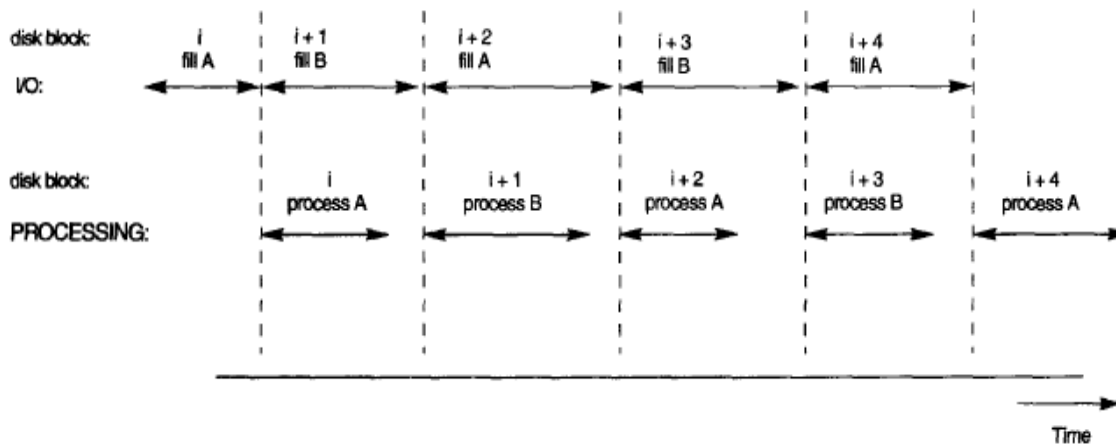 disk block:
i
fill A
i + 1
fill B
i + 2
fill A
i + 3
fill B
i + 4
fill A
I/O:
disk block:
i
process A
i + 1
process B
i + 2
process A
i + 3
process B
i + 4
process A
PROCESSING:
Time